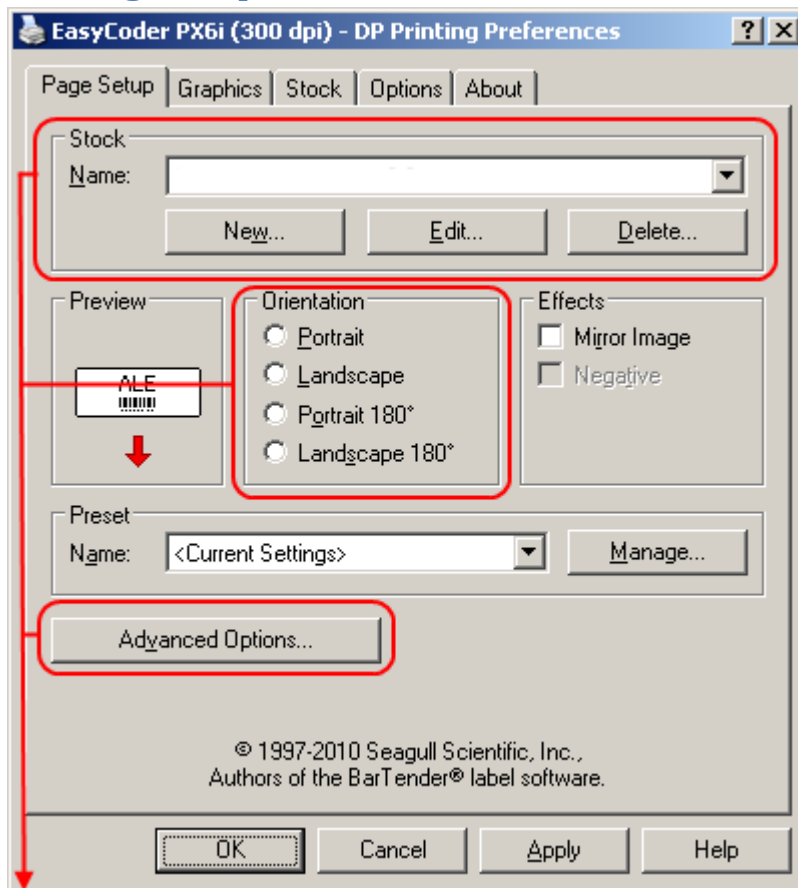 EasyCoder PX6i (300 dpi) - DP Printing Preferences
Page Setup Graphics Stock Options About
Stock
Name:
New... Edit... Delete...
Preview Orientation Effects
Portrait Mirror Image
ALE Landscape Negative
Portrait 180°
Landscape 180°
Preset
Name: <Current Settings> Manage...
Advanced Options...
© 1997-2010 Seagull Scientific, Inc.,
Authors of the BarTender® label software.
OK Cancel Apply Help